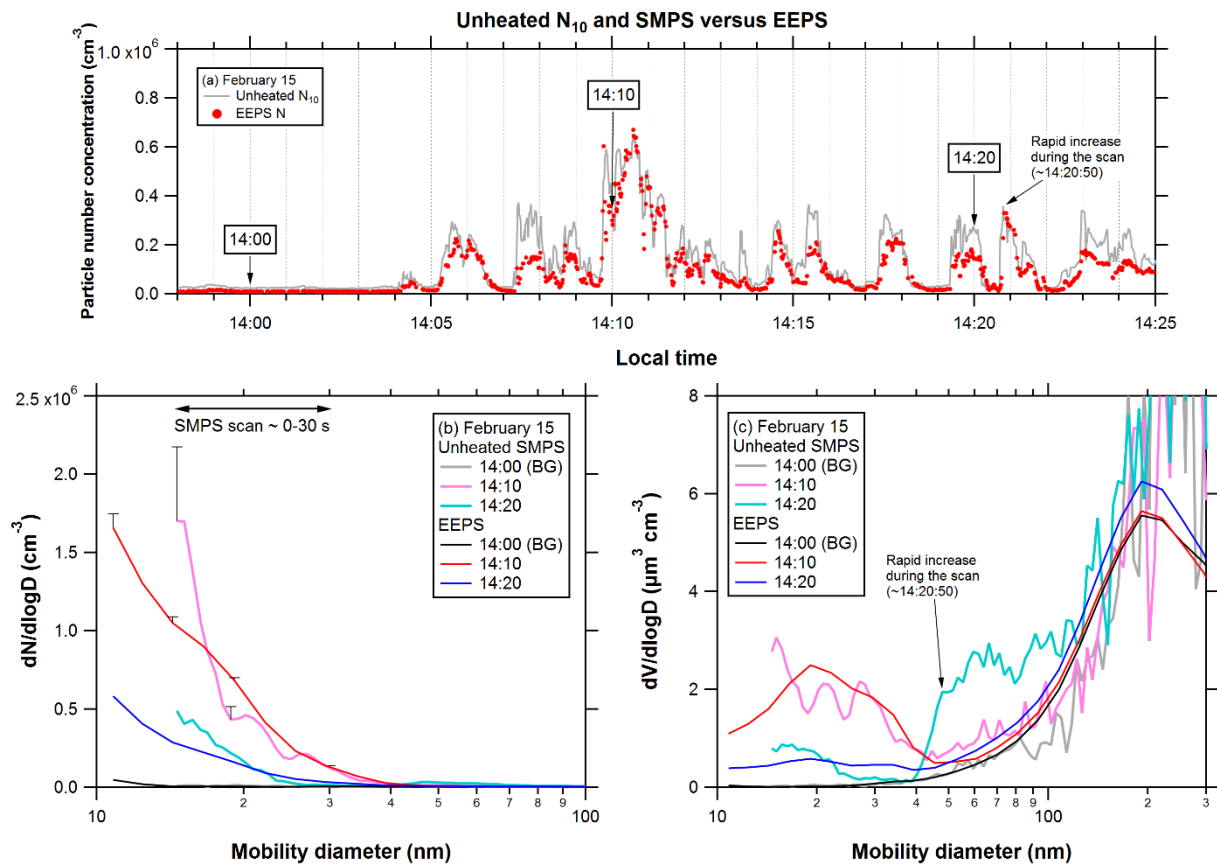 Unheated N₁₀ and SMPS versus EEPS
Particle number concentration (cm⁻³)
1.0 x10⁶
0.8
0.6
0.4
0.2
0.0
(a) February 15
Unheated N₁₀
EEPS N
14:00
14:10
14:20
Rapid increase
during the scan
(~14:20:50)
14:00 14:05 14:10 14:15 14:20 14:25
Local time
dN/dlogD (cm⁻³)
2.5 x10⁶
2.0
1.5
1.0
0.5
0.0
SMPS scan ~ 0-30 s
(b) February 15
Unheated SMPS
14:00 (BG)
14:10
14:20
EEPS
14:00 (BG)
14:10
14:20
10 2 3 4 5 6 7 8 9 100
Mobility diameter (nm)
dV/dlogD (µm³ cm⁻³)
8
6
4
2
0
(c) February 15
Unheated SMPS
14:00 (BG)
14:10
14:20
EEPS
14:00 (BG)
14:10
14:20
Rapid increase
during the scan
(~14:20:50)
10 2 3 4 5 6 7 8 9 100 2 3
Mobility diameter (nm)